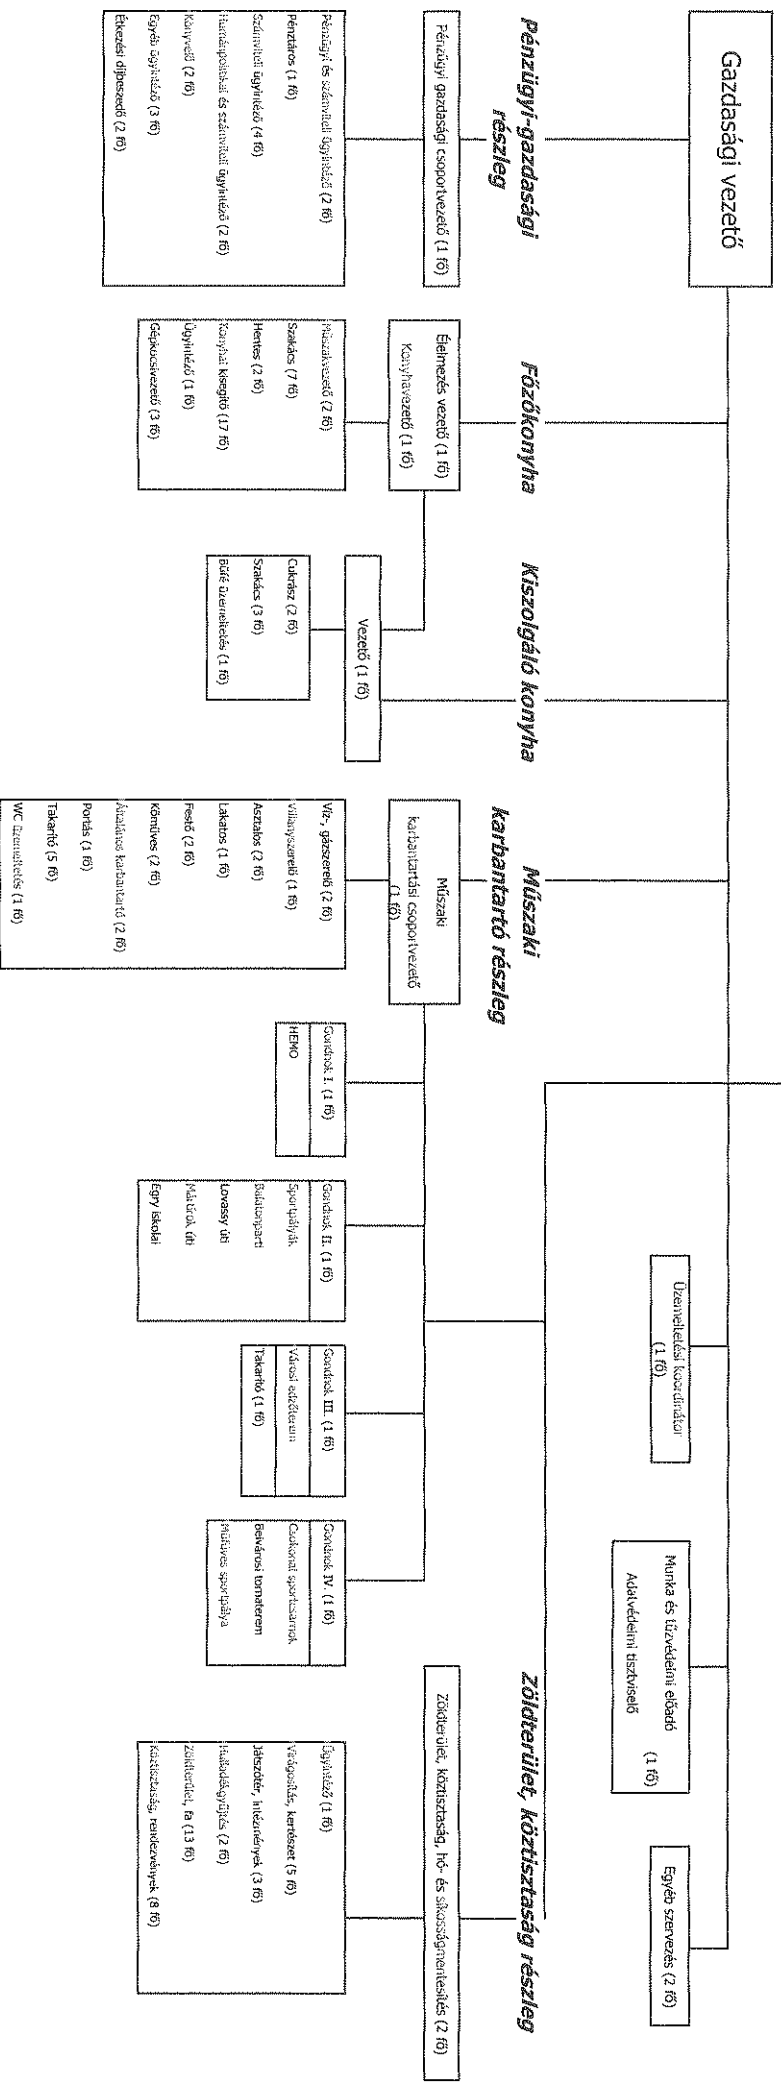 Gazdasági vezető
Üzemeltetési koordinátor
(1 fő)
Munka és tűzvédelmi előadó
(1 fő)
Adatvédelmi tisztviselő
Egyéb szervezés (2 fő)
Pénzügyi-gazdasági
részleg
Pénzügyi gazdasági csoportvezető (1 fő)
Pénzügyi és számviteli ügyintéző (2 fő)
Pénztáros (1 fő)
Számviteli ügyintéző (4 fő)
Humánpolitikai és számviteli ügyintéző (2 fő)
Könyvelő (2 fő)
Egyéb ügyintéző (3 fő)
Étkezési díjbeszedő (2 fő)
Főzőkonyha
Élelmezés vezető (1 fő)
Konyhavezető (1 fő)
Műszakvezető (2 fő)
Szakács (7 fő)
Hentes (2 fő)
Konyhai kisegítő (17 fő)
Ügyintéző (1 fő)
Gépkocsivezető (3 fő)
Kiszolgáló konyha
Vezető (1 fő)
Cukrász (2 fő)
Szakács (3 fő)
Büfé üzemeltetés (1 fő)
Műszaki
karbantartó részleg
Műszaki
karbantartási csoportvezető
(1 fő)
Víz-, gázszerelő (2 fő)
Villanyszerelő (1 fő)
Asztalos (2 fő)
Lakatos (1 fő)
Festő (2 fő)
Kőműves (2 fő)
Általános karbantartó (2 fő)
Portás (1 fő)
Takarító (5 fő)
WC üzemeltetés (1 fő)
Gondnok I. (1 fő)
HEMO
Gondnok II. (1 fő)
Sportpályák
Balatonparti
Lovassy úti
Mártírok úti
Egry iskolai
Gondnok III. (1 fő)
Városi edzőterem
Takarító (1 fő)
Gondnok IV. (1 fő)
Csokonai sportcsarnok
Belvárosi tornaterem
Műfüves sportpálya
Zöldterület, köztisztaság részleg
Zöldterület, köztisztaság, hó- és síkosságmentesítés (2 fő)
Ügyintéző (1 fő)
Virágosítás, kertészet (5 fő)
Játszótér, intézmények (3 fő)
Hulladékgyűjtés (2 fő)
Zöldterület, fa (13 fő)
Köztisztaság, rendezvények (8 fő)